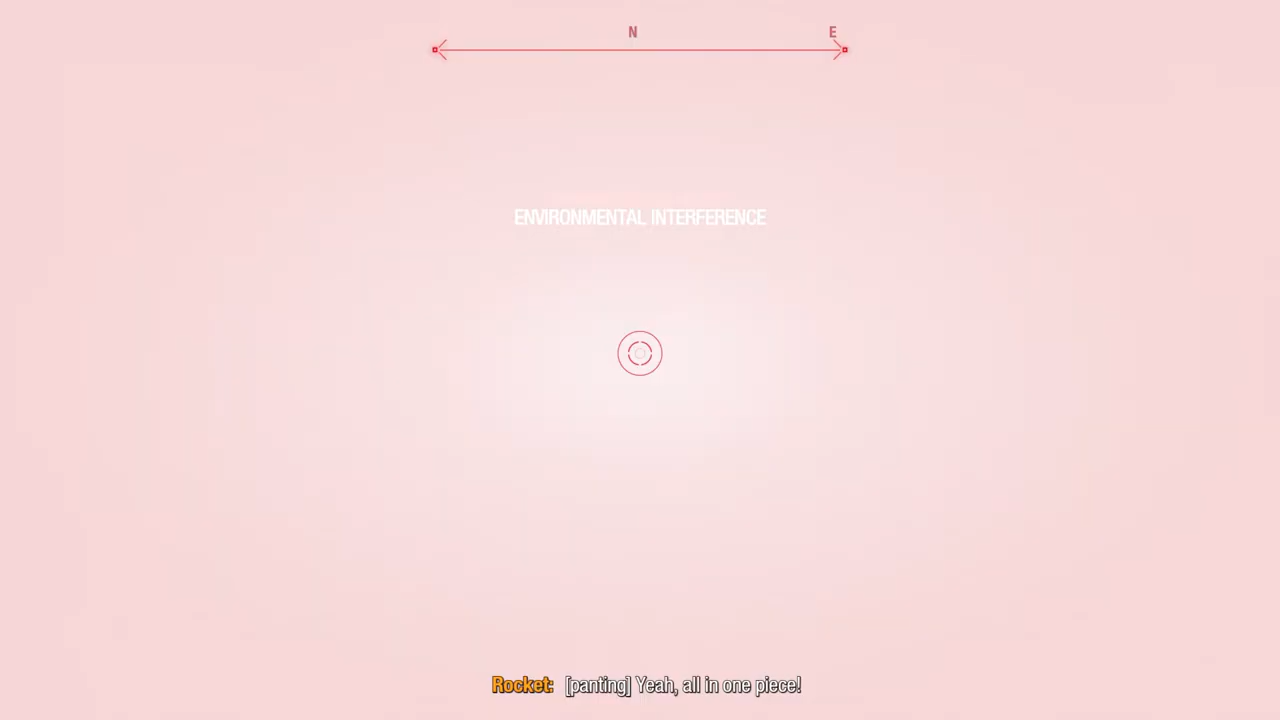 N E
ENVIRONMENTAL INTERFERENCE
Rocket: [panting] Yeah, all in one piece!